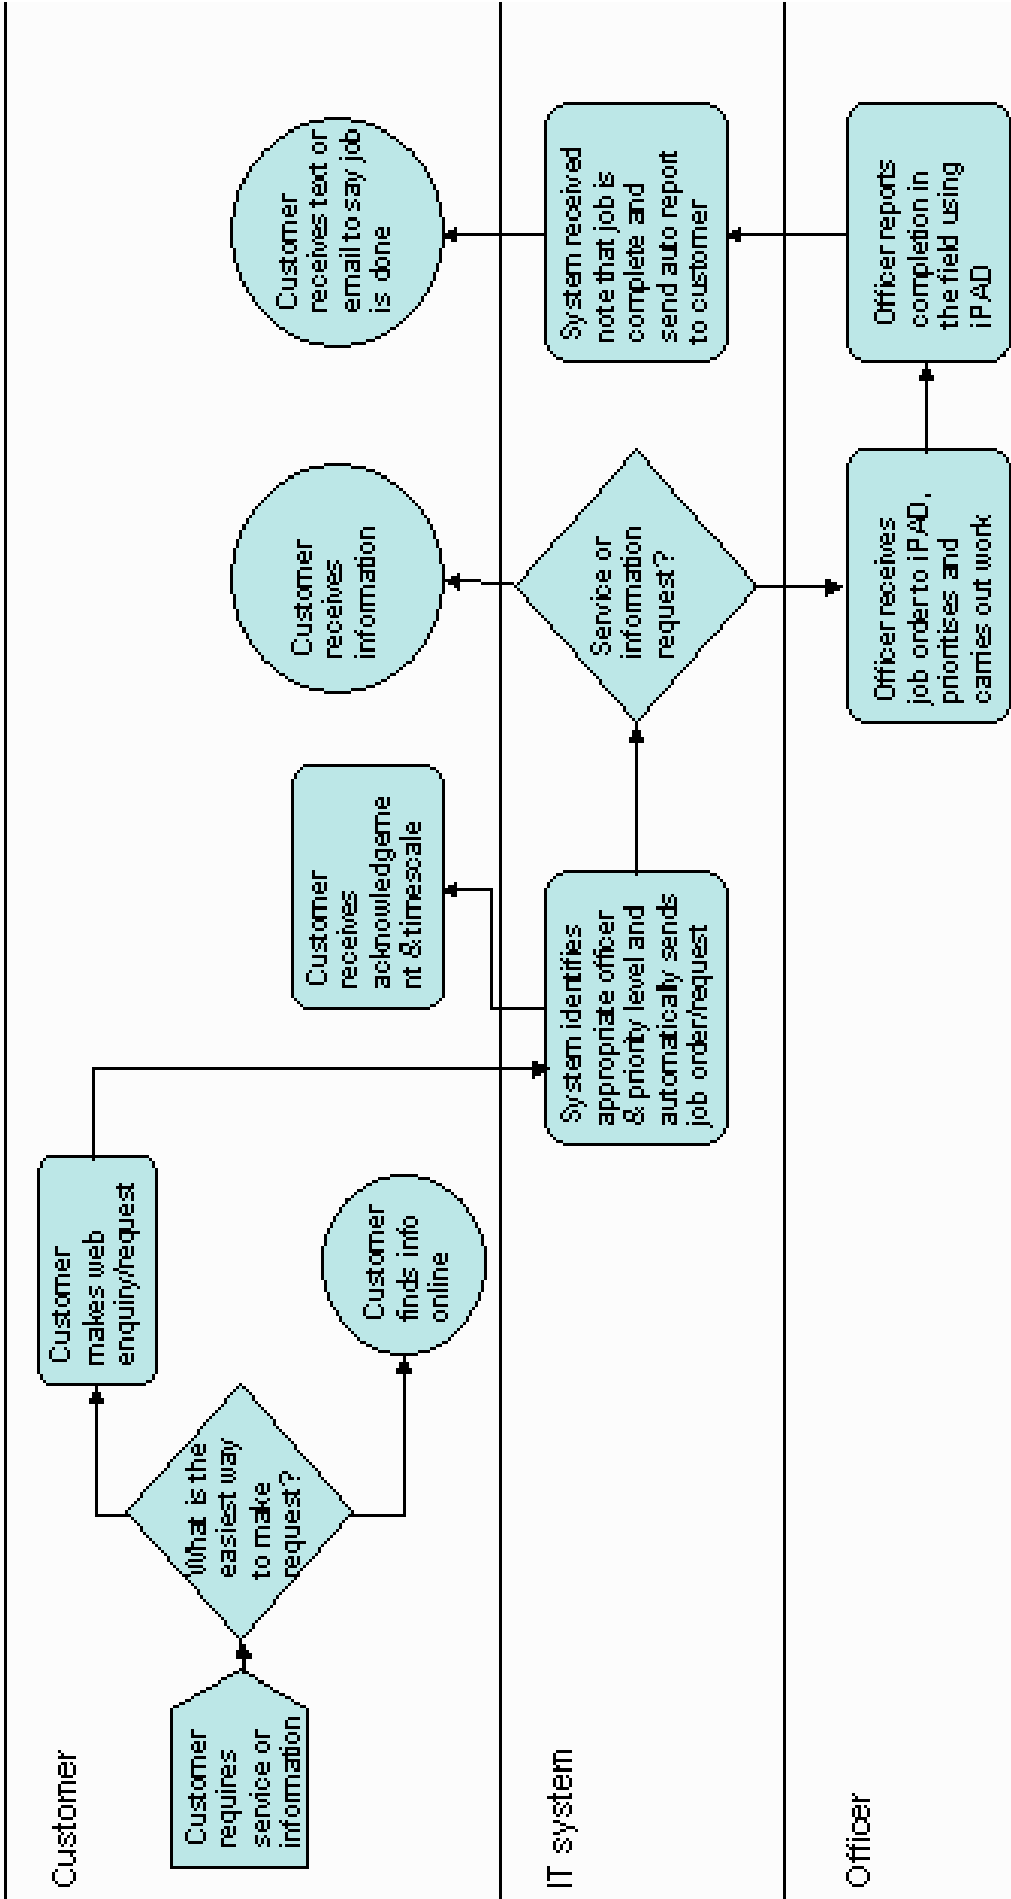 Customer
Customer
requires
service or
information
What is the
easiest way
to make
request?
Customer
makes web
enquiry/request
Customer
finds info
online
Customer
receives
acknowledgeme
nt & timescale
Customer
receives
information
Customer
receives text or
email to say job
is done
IT system
System identifies
appropriate officer
& priority level and
automatically sends
job order/request
Service or
information
request?
System received
note that job is
complete and
send auto report
to customer
Officer
Officer receives
job order to iPAD,
prioritises and
carries out work
Officer reports
completion in
the field using
iPAD